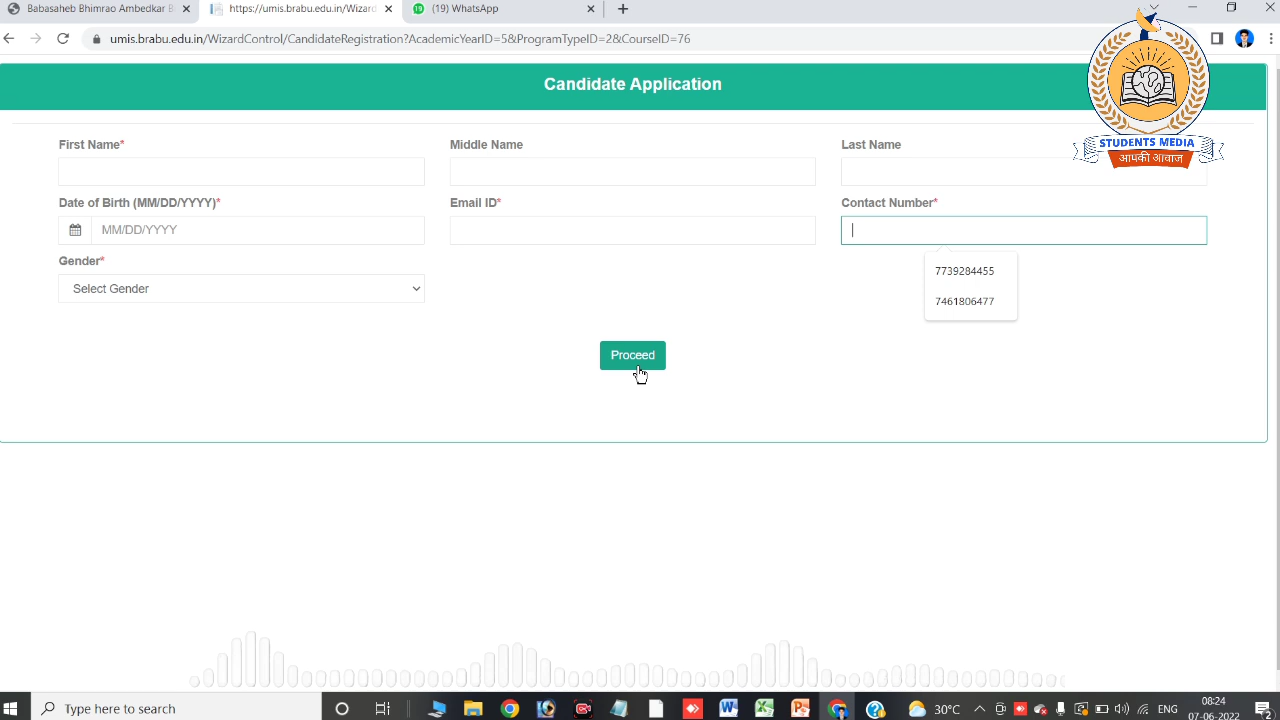 Babasaheb Bhimrao Ambedkar B
https://umis.brabu.edu.in/Wizard
(19) WhatsApp
umis.brabu.edu.in/WizardControl/CandidateRegistration?AcademicYearID=5&ProgramTypeID=2&CourseID=76
Candidate Application
STUDENTS MEDIA
आपकी आवाज
First Name*
Middle Name
Last Name
Date of Birth (MM/DD/YYYY)*
Email ID*
Contact Number*
MM/DD/YYYY
7739284455
7461806477
Gender*
Select Gender
Proceed
Type here to search
30°C
ENG
08:24
07-06-2022
2